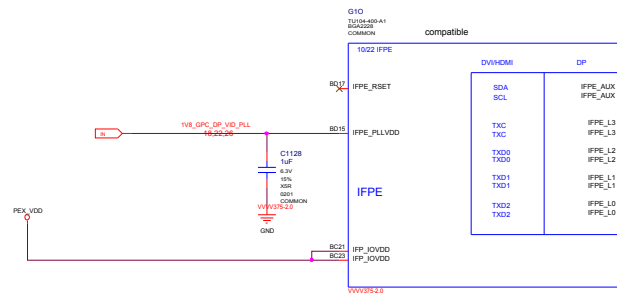 G1O
TU104-400-A1
BGA2228
COMMON
compatible
10/22 IFPE
DVI/HDMI DP
BD17 IFPE_RSET
SDA IFPE_AUX
SCL IFPE_AUX
1V8_GPC_DP_VID_PLL
IN 18,22,26 BD15 IFPE_PLLVDD
TXC IFPE_L3
TXC IFPE_L3
TXD0 IFPE_L2
TXD0 IFPE_L2
C1128
1uF
6.3V
15%
X5R
0201
COMMON
TXD1 IFPE_L1
TXD1 IFPE_L1
IFPE
TXD2 IFPE_L0
TXD2 IFPE_L0
VVVV375-2.0
GND
PEX_VDD
BC21 IFP_IOVDD
BC23 IFP_IOVDD
VVVV375-2.0